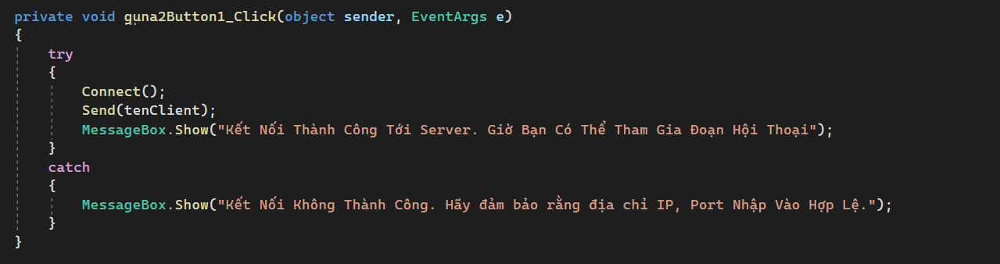 private void guna2Button1_Click(object sender, EventArgs e)
{
    try
    {
        Connect();
        Send(tenClient);
        MessageBox.Show("Kết Nối Thành Công Tới Server. Giờ Bạn Có Thể Tham Gia Đoạn Hội Thoại");
    }
    catch
    {
        MessageBox.Show("Kết Nối Không Thành Công. Hãy đảm bảo rằng địa chỉ IP, Port Nhập Vào Hợp Lệ.");
    }
}